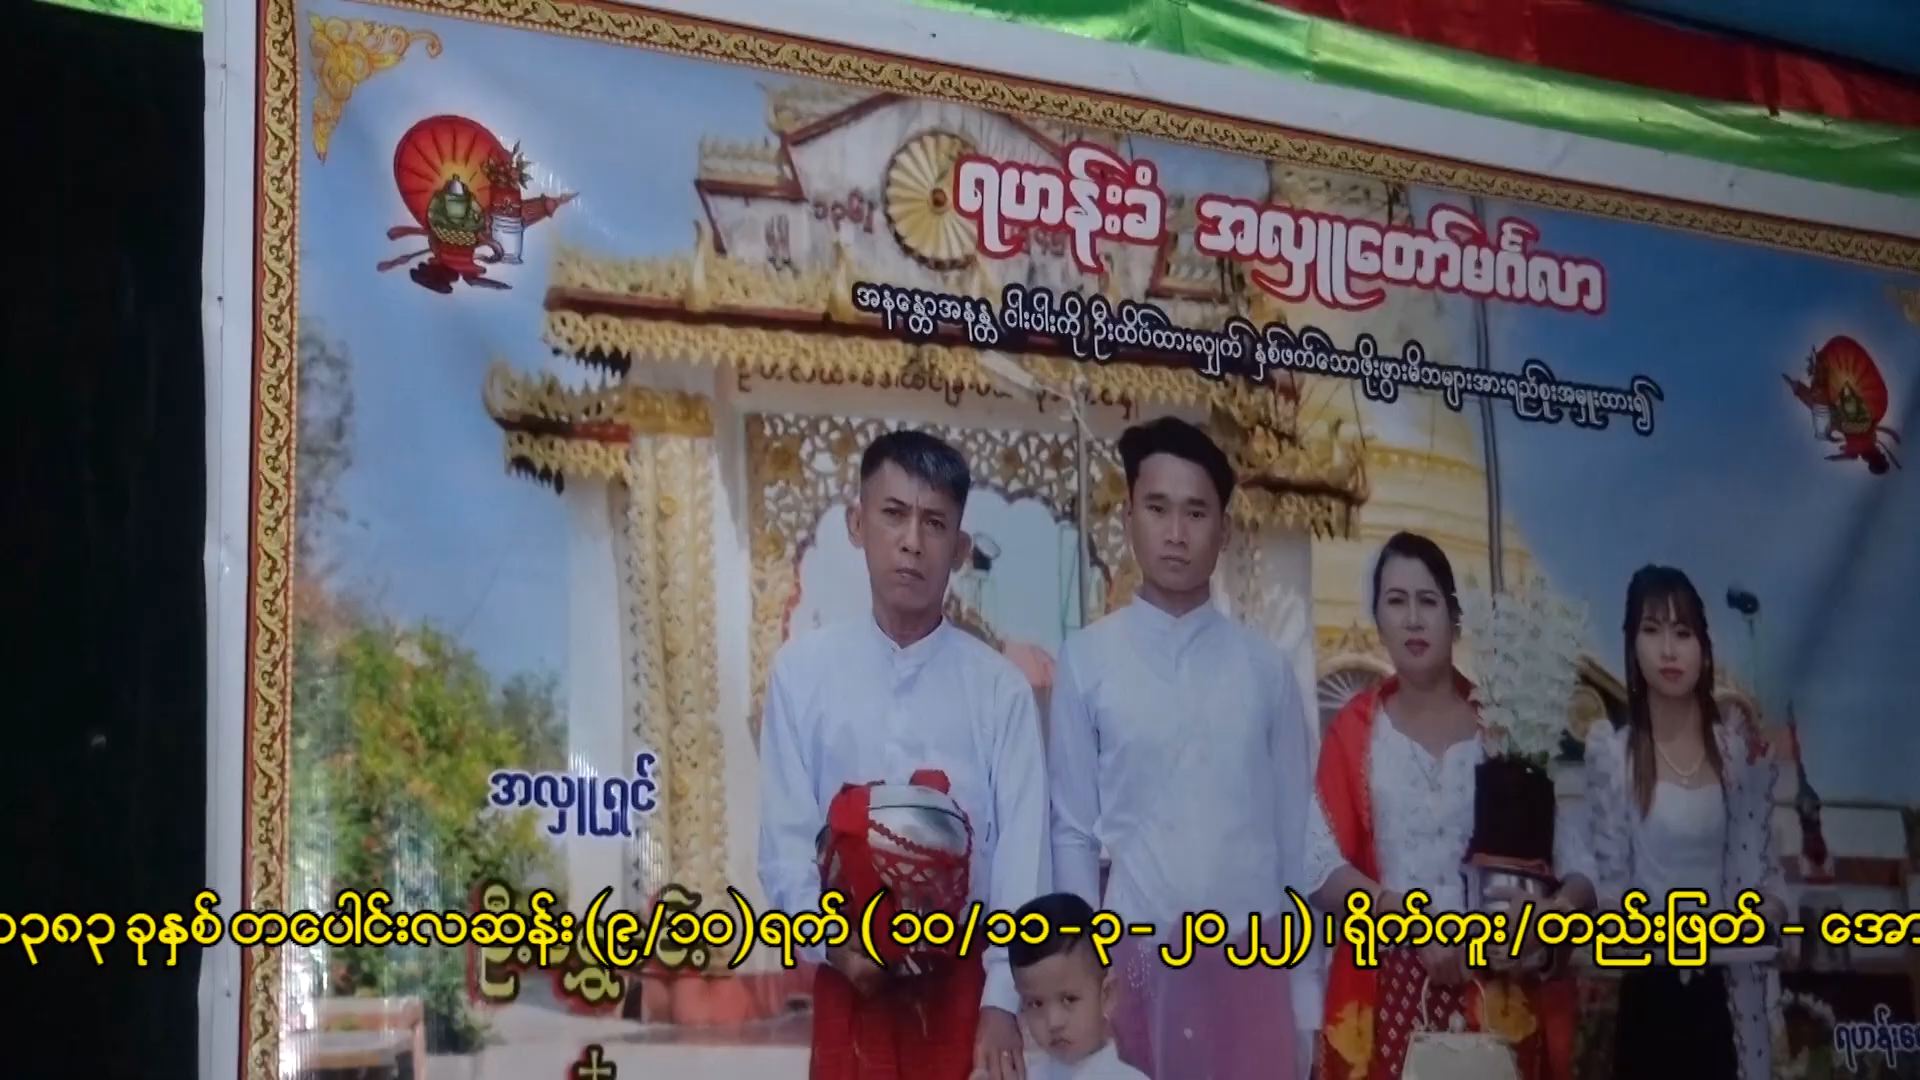 ရဟန်းခံ အလှူတော်မင်္ဂလာ
အနန္တောအနန္တ ငါးပါးကို ဦးထိပ်ထားလျှက် နှစ်ဖက်သောဖိုးဖွားမိဘများအားရည်စူးအမှူးထား၍
အလှူရှင်
၁၃၈၃ ခုနှစ် တပေါင်းလဆန်း (၉/၁၀) ရက် ( ၁၀/၁၁ - ၃ - ၂၀၂၂) ၊ ရိုက်ကူး/တည်းဖြတ် - အော